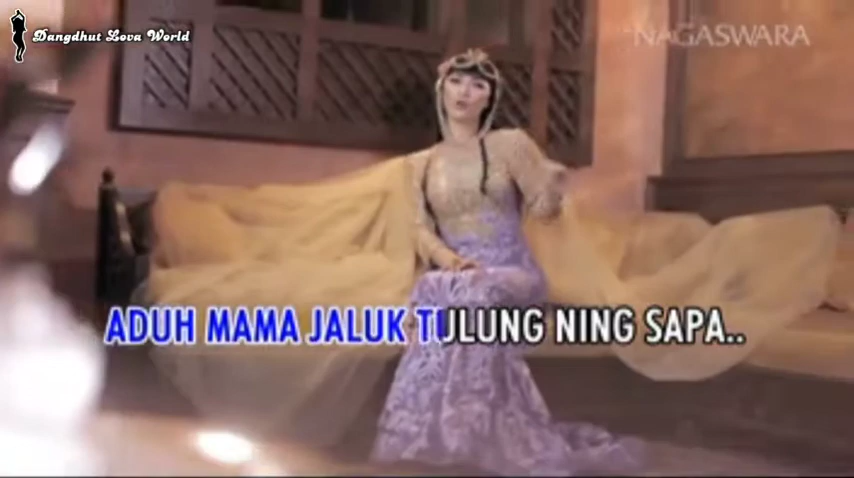 Dangdhut Lova World
NAGASWARA
ADUH MAMA JALUK TULUNG NING SAPA..